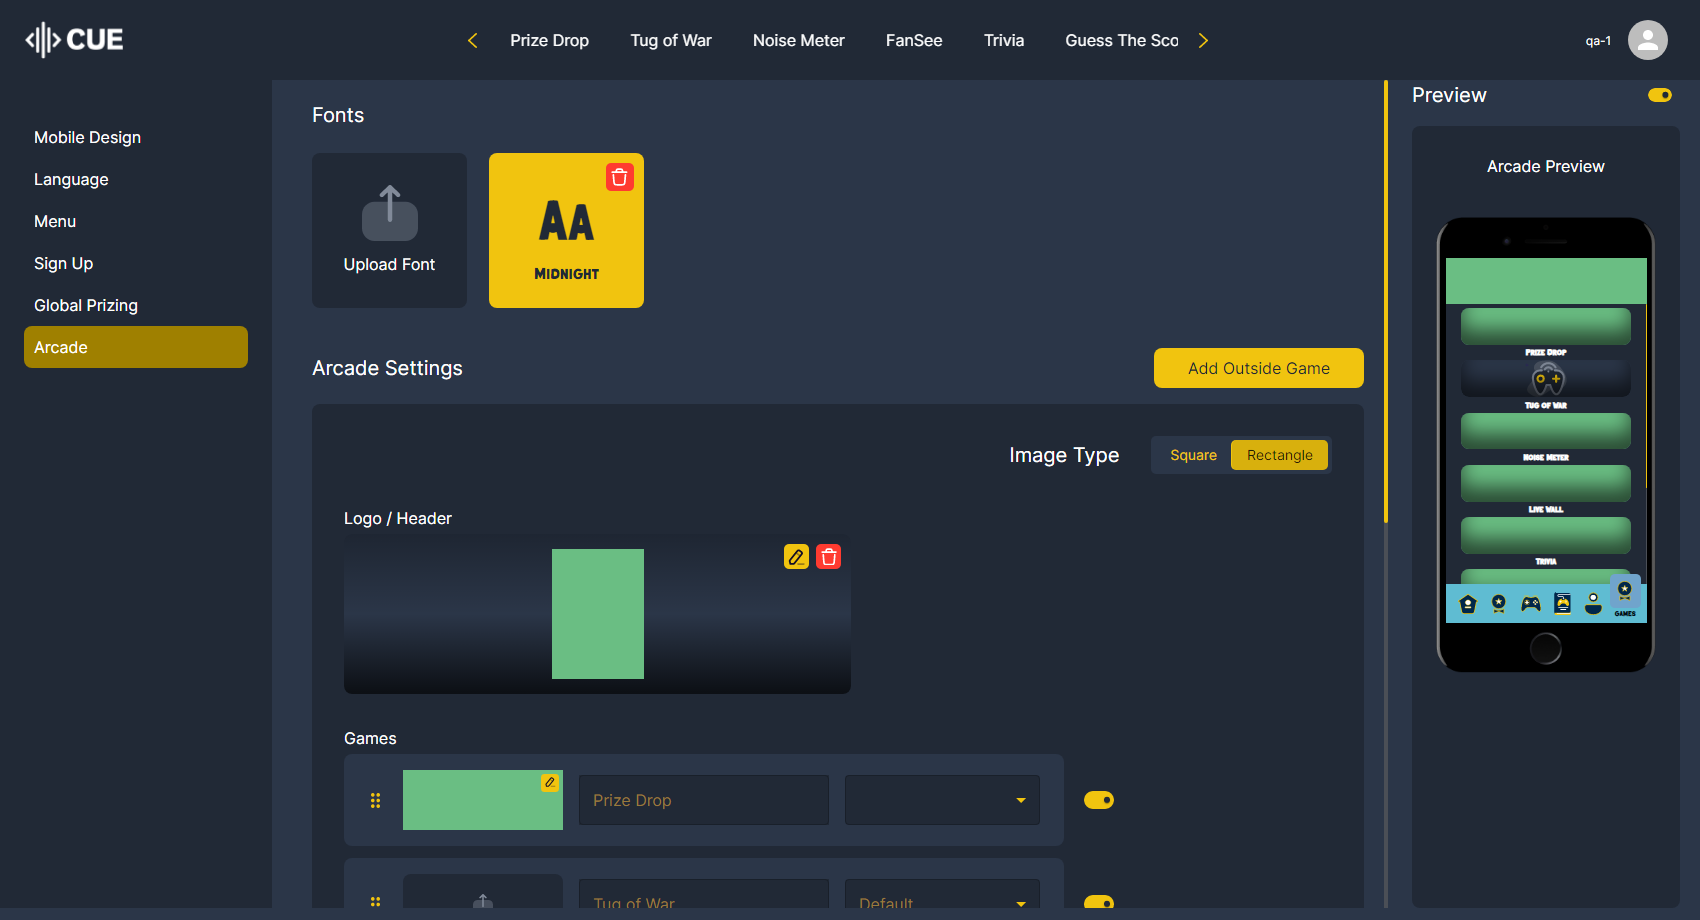 CUE
Prize Drop
Tug of War
Noise Meter
FanSee
Trivia
Guess The Sco
qa-1
Mobile Design
Language
Menu
Sign Up
Global Prizing
Arcade
Fonts
Upload Font
AA
MIDNIGHT
Arcade Settings
Add Outside Game
Image Type
Square
Rectangle
Logo / Header
Games
Prize Drop
Tug of War
Default
Preview
Arcade Preview
PRIZE DROP
TUG OF WAR
NOISE METER
LIVE WALL
TRIVIA
GAMES